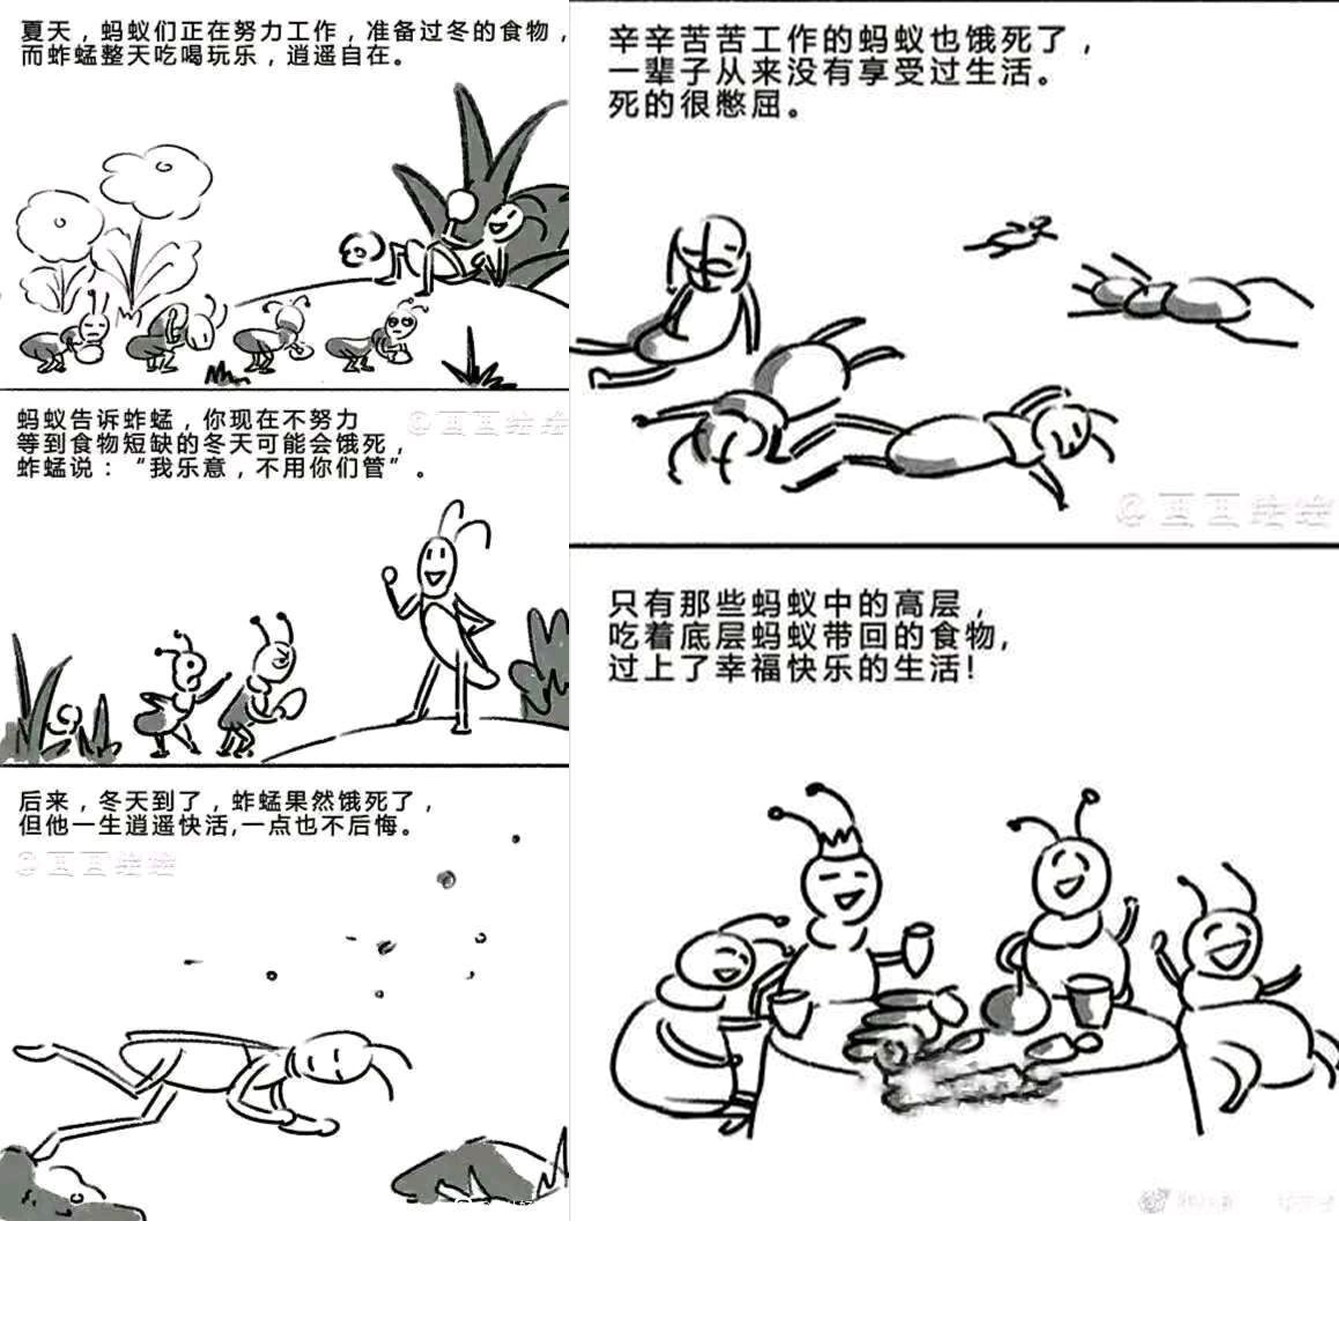 夏天，蚂蚁们正在努力工作，准备过冬的食物，
而蚱蜢整天吃喝玩乐，逍遥自在。
蚂蚁告诉蚱蜢，你现在不努力
等到食物短缺的冬天可能会饿死，
蚱蜢说：“我乐意，不用你们管”。
@画画绘绘
后来，冬天到了，蚱蜢果然饿死了，
但他一生逍遥快活,一点也不后悔。
辛辛苦苦工作的蚂蚁也饿死了，
一辈子从来没有享受过生活。
死的很憋屈。
只有那些蚂蚁中的高层，
吃着底层蚂蚁带回的食物,
过上了幸福快乐的生活!